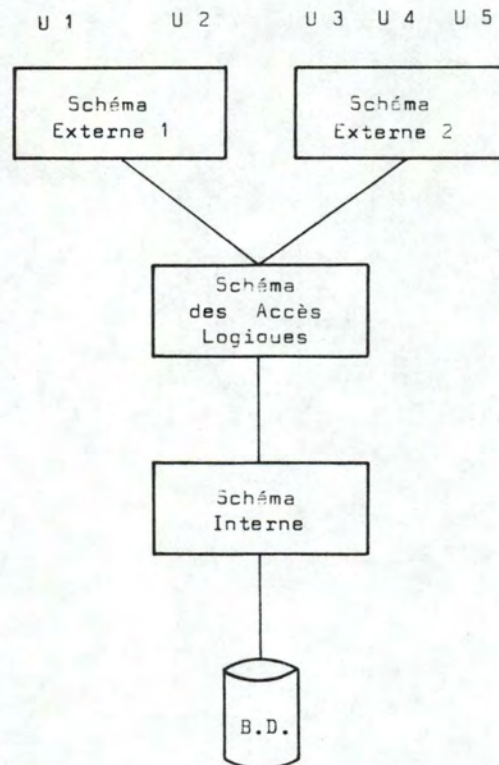 U 1 U 2 U 3 U 4 U 5
Schéma
Externe 1
Schéma
Externe 2
Schéma
des Accès
Logiques
Schéma
Interne
B.D.